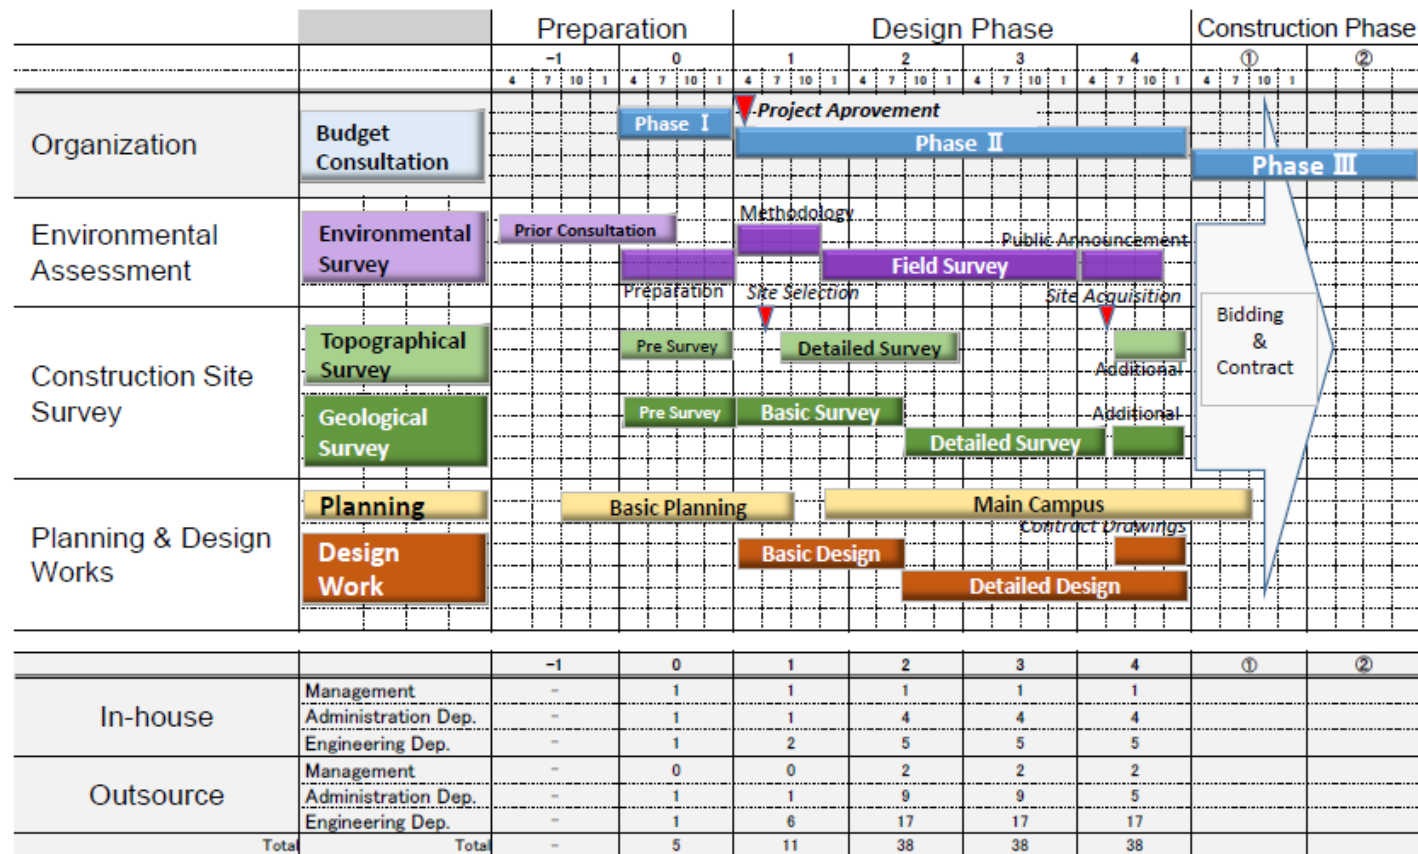 Preparation Design Phase Construction Phase
-1 0 1 2 3 4 ① ②
4 7 10 1 4 7 10 1 4 7 10 1 4 7 10 1 4 7 10 1 4 7 10 1 4 7 10 1
Organization
Budget
Consultation
Phase Ⅰ
Project Aprovement
Phase Ⅱ
Phase Ⅲ
Environmental
Assessment
Environmental
Survey
Prior Consultation
Methodology
Public Announcement
Field Survey
Preparation
Site Selection
Site Acquisition
Construction Site
Survey
Topographical
Survey
Pre Survey
Detailed Survey
Additional
Geological
Survey
Pre Survey
Basic Survey
Additional
Detailed Survey
Bidding
&
Contract
Planning & Design
Works
Planning
Basic Planning
Main Campus
Contract Drawings
Design
Work
Basic Design
Detailed Design
-1 0 1 2 3 4 ① ②
In-house
Management - 1 1 1 1 1
Administration Dep. - 1 1 4 4 4
Engineering Dep. - 1 2 5 5 5
Outsource
Management - 0 0 2 2 2
Administration Dep. - 1 1 9 9 5
Engineering Dep. - 1 6 17 17 17
Total Total - 5 11 38 38 38